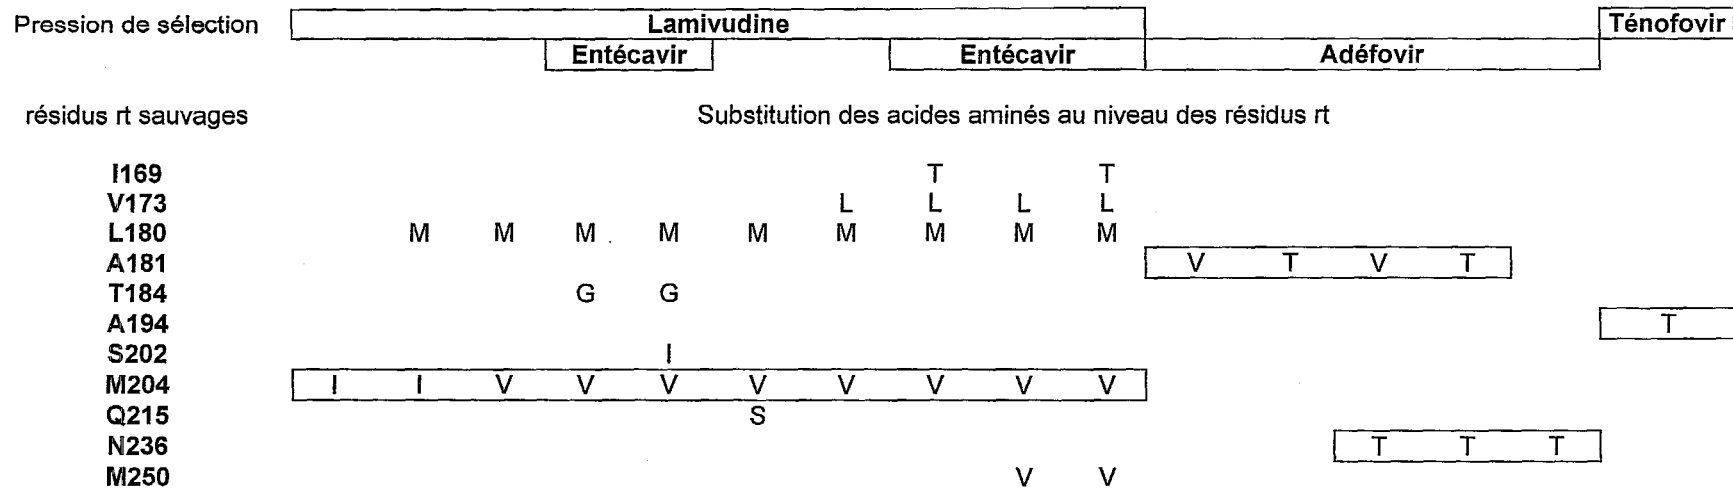 Pression de sélection Lamivudine Ténofovir
Entécavir Entécavir Adéfovir
résidus rt sauvages Substitution des acides aminés au niveau des résidus rt
I169 T T
V173 L L L L
L180 M M M M M M M M M
A181 V T V T
T184 G G
A194 T
S202 I
M204 I I V V V V V V V V
Q215 S
N236 T T T
M250 V V